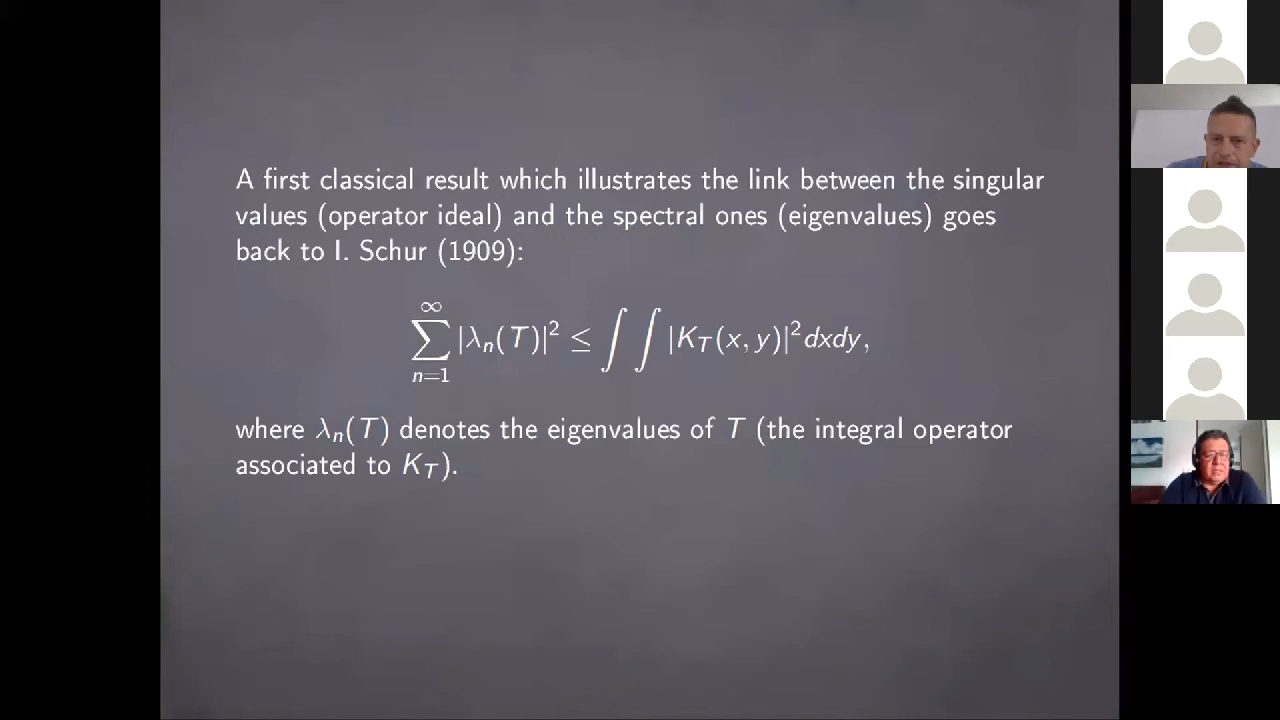 A first classical result which illustrates the link between the singular
values (operator ideal) and the spectral ones (eigenvalues) goes
back to I. Schur (1909):
∑_{n=1}^{∞} |λ_n(T)|^2 ≤ ∫ ∫ |K_T(x, y)|^2 dxdy,
where λ_n(T) denotes the eigenvalues of T (the integral operator
associated to K_T).